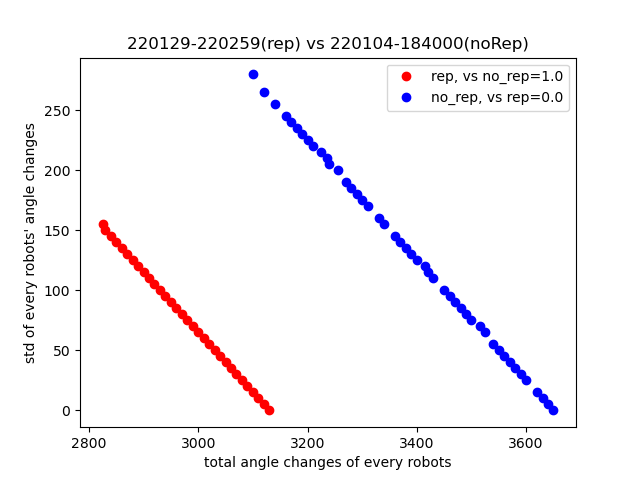 220129-220259(rep) vs 220104-184000(noRep)
rep, vs no_rep=1.0
no_rep, vs rep=0.0
std of every robots' angle changes
250
200
150
100
50
0
2800 3000 3200 3400 3600
total angle changes of every robots